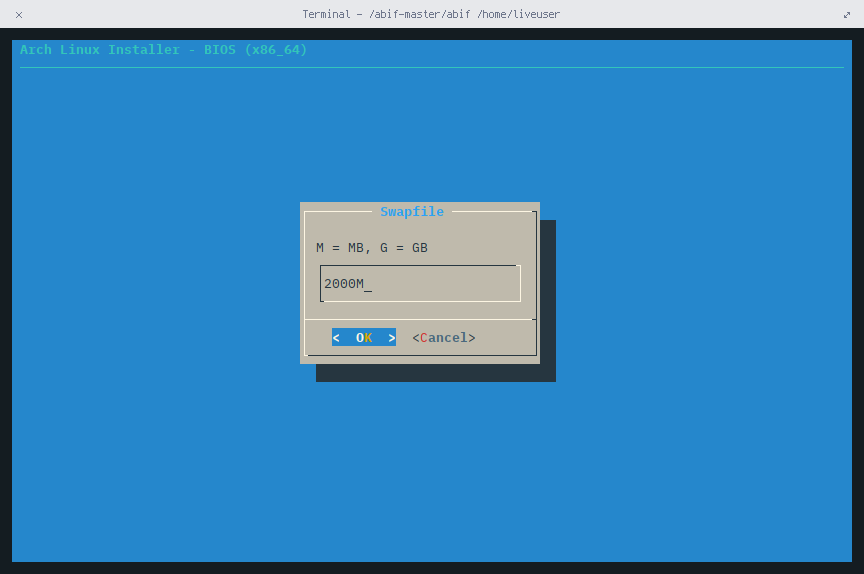 Terminal - /abif-master/abif /home/liveuser
Arch Linux Installer - BIOS (x86_64)
Swapfile
M = MB, G = GB
2000M_
<  OK  > <Cancel>